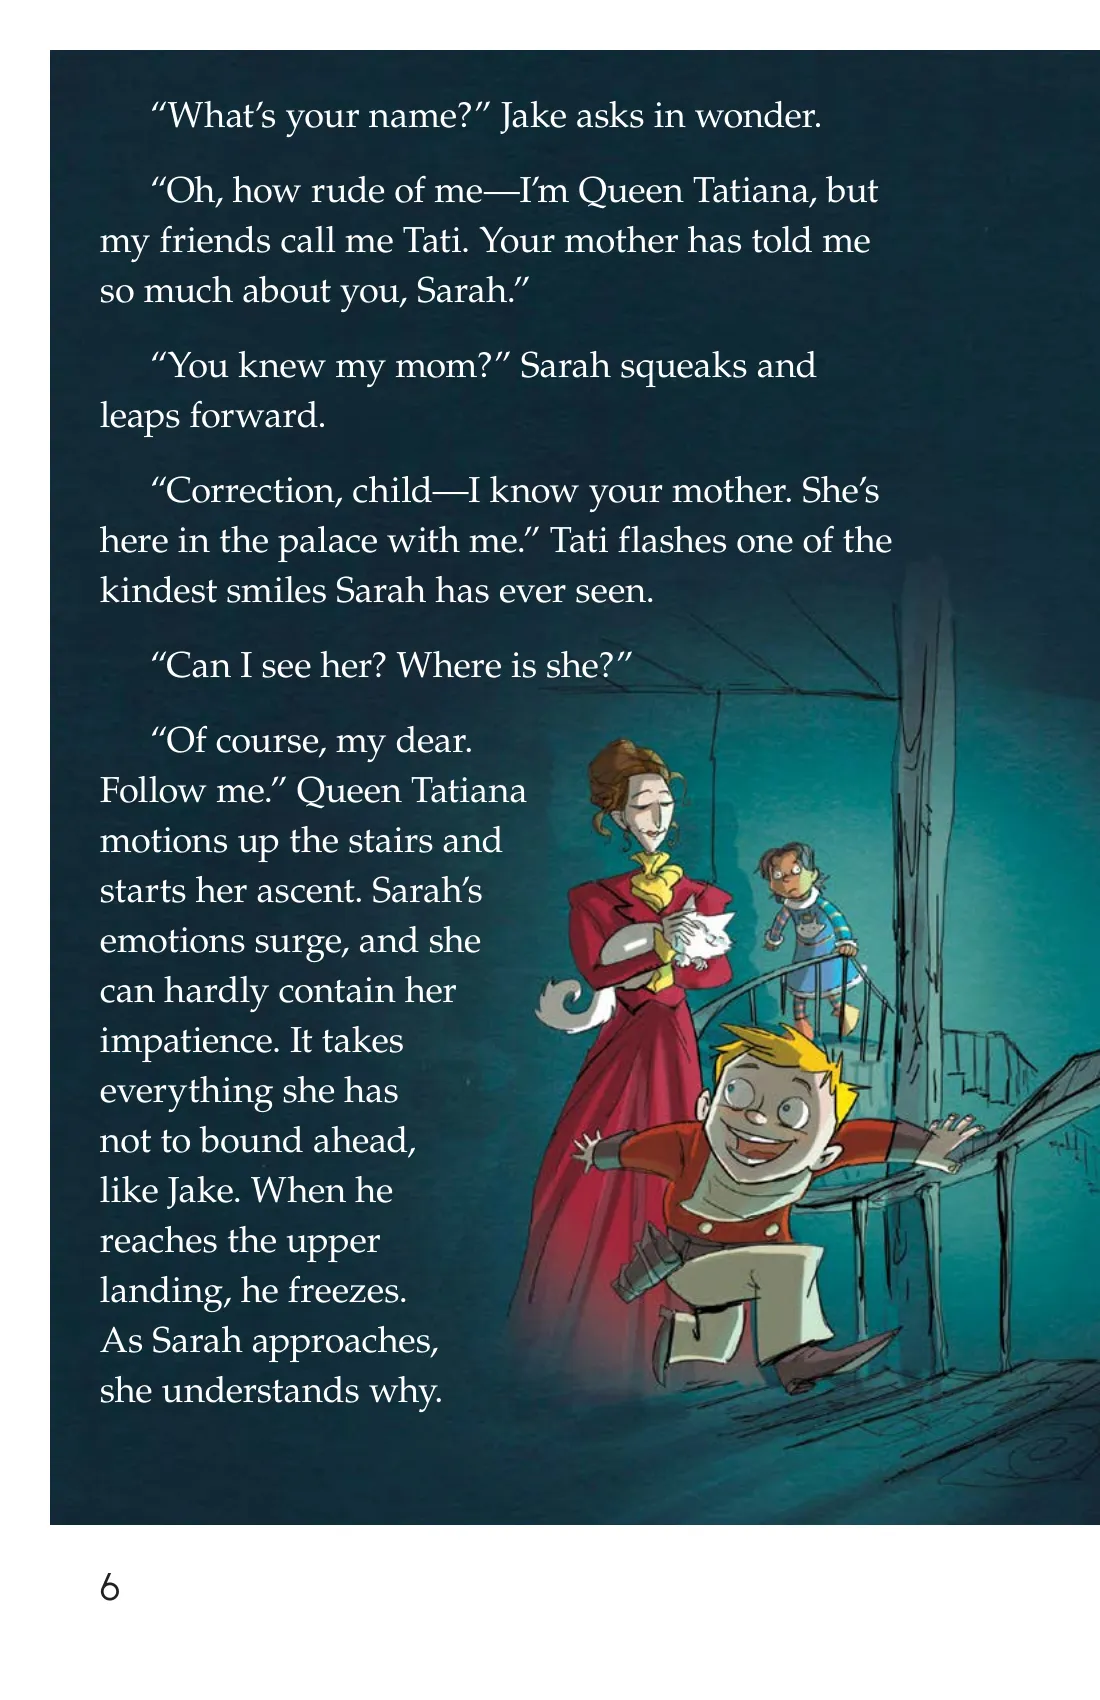 “What’s your name?” Jake asks in wonder.
“Oh, how rude of me—I’m Queen Tatiana, but
my friends call me Tati. Your mother has told me
so much about you, Sarah.”
“You knew my mom?” Sarah squeaks and
leaps forward.
“Correction, child—I know your mother. She’s
here in the palace with me.” Tati flashes one of the
kindest smiles Sarah has ever seen.
“Can I see her? Where is she?”
“Of course, my dear.
Follow me.” Queen Tatiana
motions up the stairs and
starts her ascent. Sarah’s
emotions surge, and she
can hardly contain her
impatience. It takes
everything she has
not to bound ahead,
like Jake. When he
reaches the upper
landing, he freezes.
As Sarah approaches,
she understands why.
6